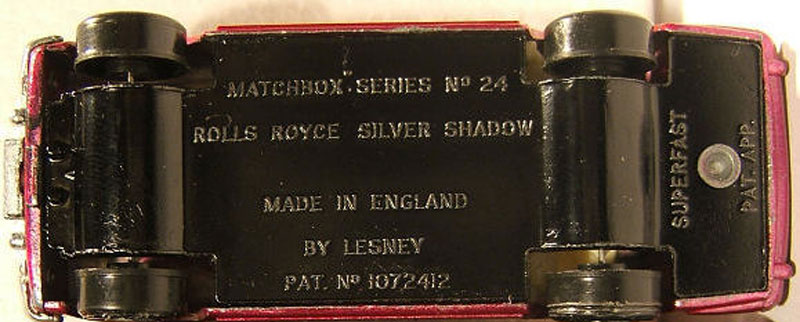 "MATCHBOX" SERIES Nº 24
ROLLS ROYCE SILVER SHADOW
MADE IN ENGLAND
BY LESNEY
PAT. Nº 1072412
SUPERFAST
PAT. APP.